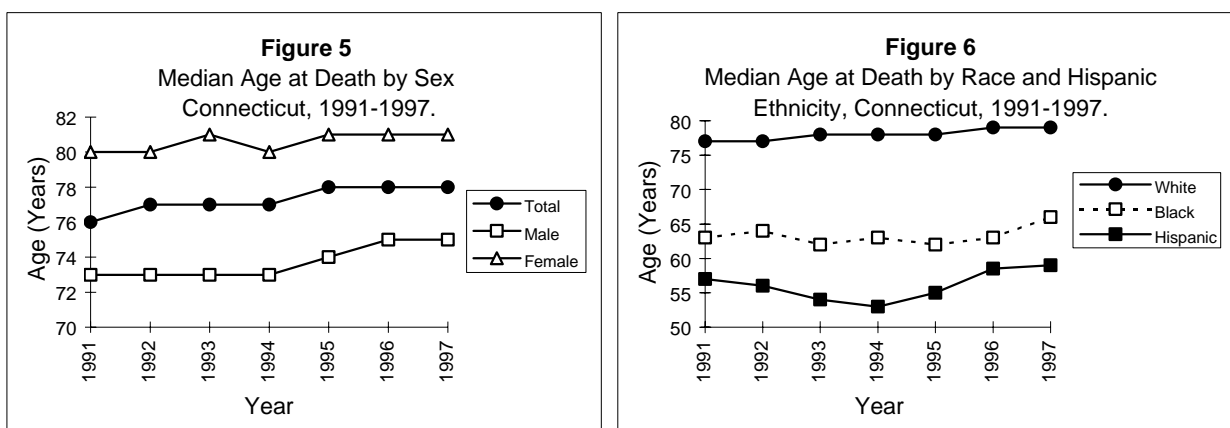 Figure 5
Median Age at Death by Sex
Connecticut, 1991-1997.
82
80
78
76
74
72
70
Age (Years)
1991
1992
1993
1994
1995
1996
1997
Year
Total
Male
Female
Figure 6
Median Age at Death by Race and Hispanic
Ethnicity, Connecticut, 1991-1997.
80
75
70
65
60
55
50
Age (Years)
1991
1992
1993
1994
1995
1996
1997
Year
White
Black
Hispanic